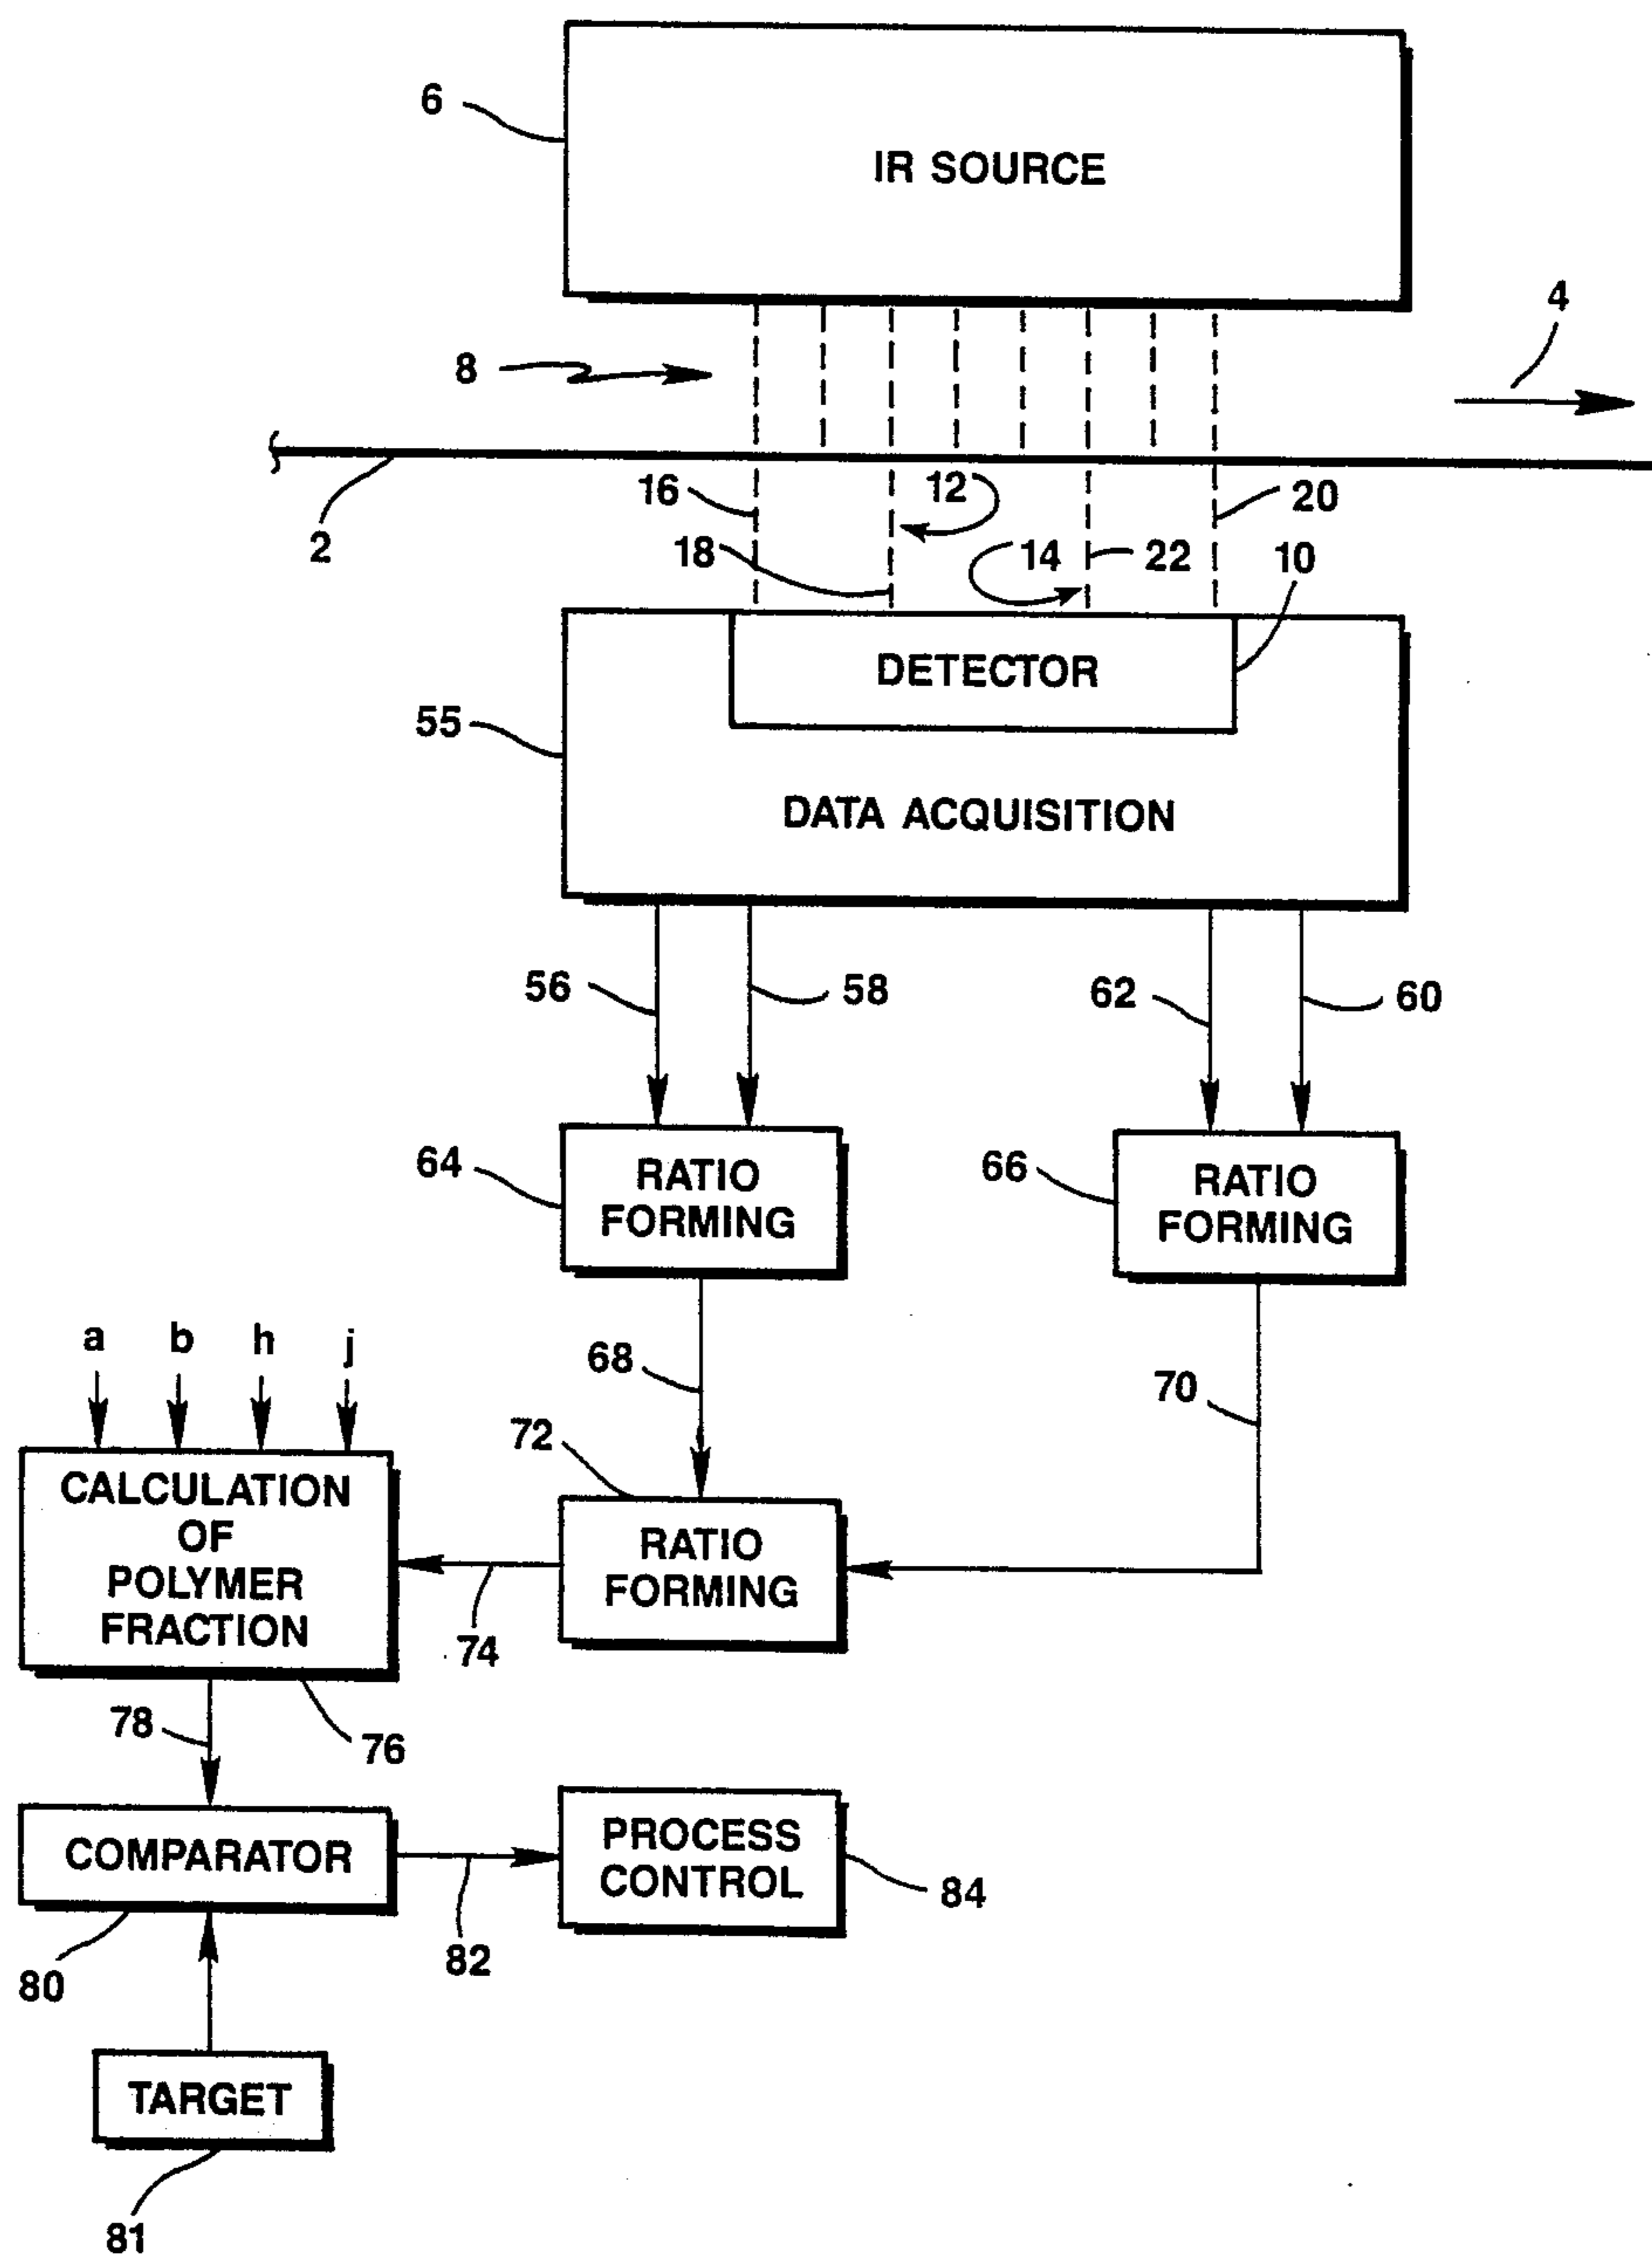 6
IR SOURCE
4
8
2
16
12
20
18
14
22
10
DETECTOR
55
DATA ACQUISITION
56
58
62
60
64
RATIO
FORMING
66
RATIO
FORMING
a b h j
68
70
72
CALCULATION
OF
POLYMER
FRACTION
RATIO
FORMING
74
78
76
COMPARATOR
PROCESS
CONTROL
84
82
80
TARGET
81